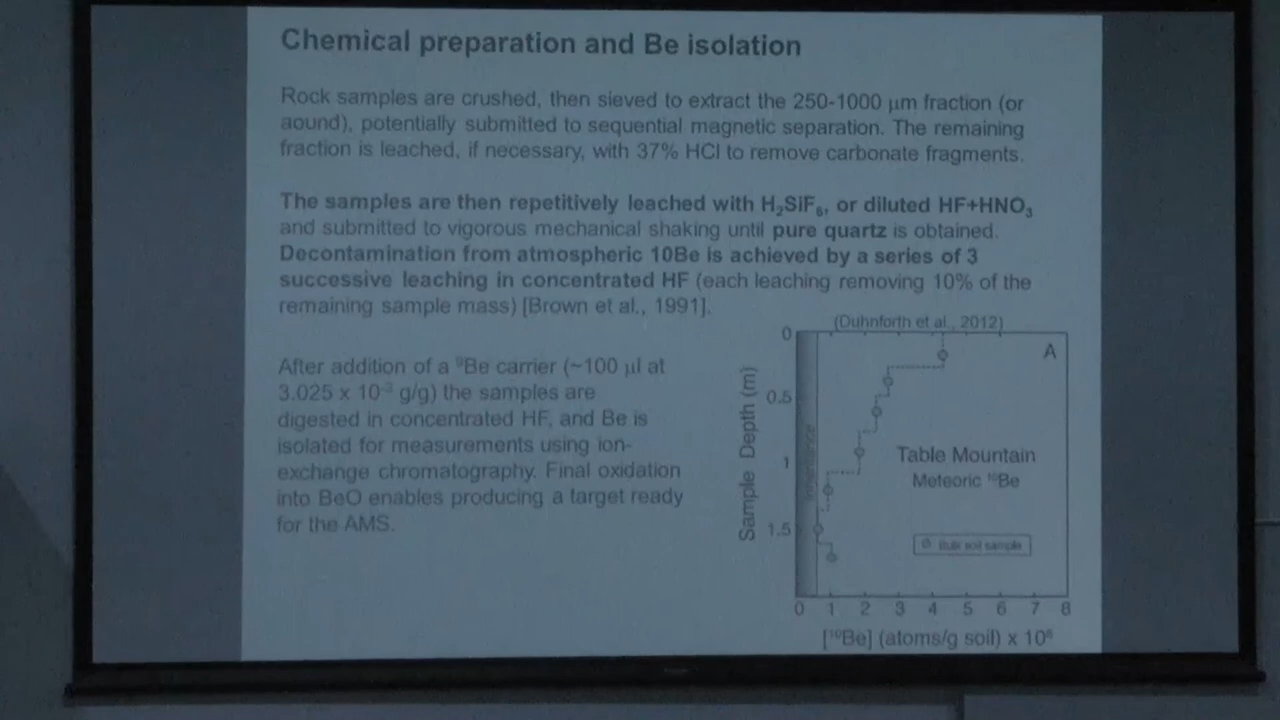 Chemical preparation and Be isolation
Rock samples are crushed, then sieved to extract the 250-1000 µm fraction (or
aound), potentially submitted to sequential magnetic separation. The remaining
fraction is leached, if necessary, with 37% HCl to remove carbonate fragments.
The samples are then repetitively leached with H₂SiF₆, or diluted HF+HNO₃
and submitted to vigorous mechanical shaking until pure quartz is obtained.
Decontamination from atmospheric 10Be is achieved by a series of 3
successive leaching in concentrated HF (each leaching removing 10% of the
remaining sample mass) [Brown et al., 1991].
After addition of a ⁹Be carrier (~100 µl at
3.025 x 10⁻³ g/g) the samples are
digested in concentrated HF, and Be is
isolated for measurements using ion-
exchange chromatography. Final oxidation
into BeO enables producing a target ready
for the AMS.
(Duhnforth et al., 2012)
A
0
0.5
1
1.5
Sample Depth (m)
Inheritance
Table Mountain
Meteoric ¹⁰Be
Bulk soil sample
0 1 2 3 4 5 6 7 8
[¹⁰Be] (atoms/g soil) x 10⁸